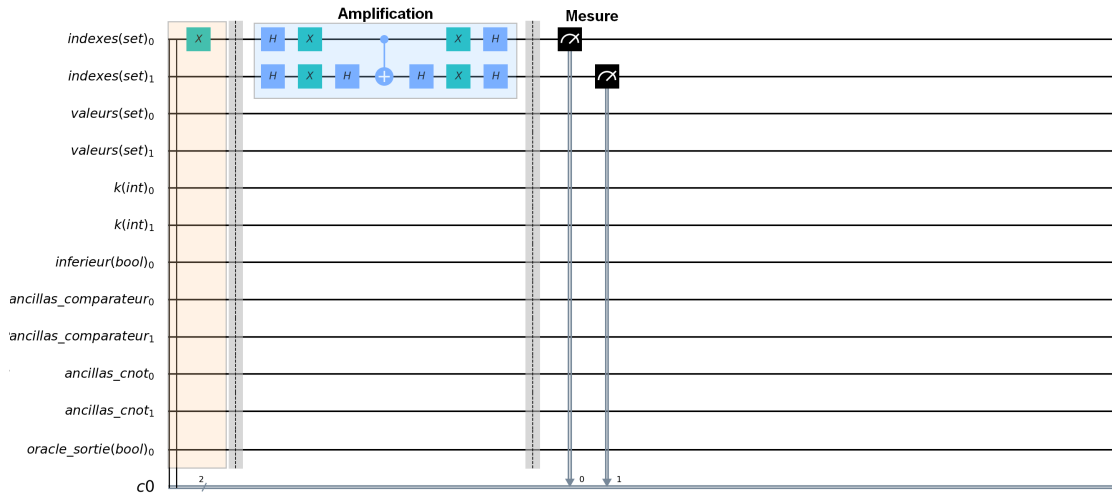 Amplification
Mesure
indexes(set)0 X H X X H
indexes(set)1 H X H H X H
valeurs(set)0
valeurs(set)1
k(int)0
k(int)1
inferieur(bool)0
ancillas_comparateur0
ancillas_comparateur1
ancillas_cnot0
ancillas_cnot1
oracle_sortie(bool)0
c0 2 0 1